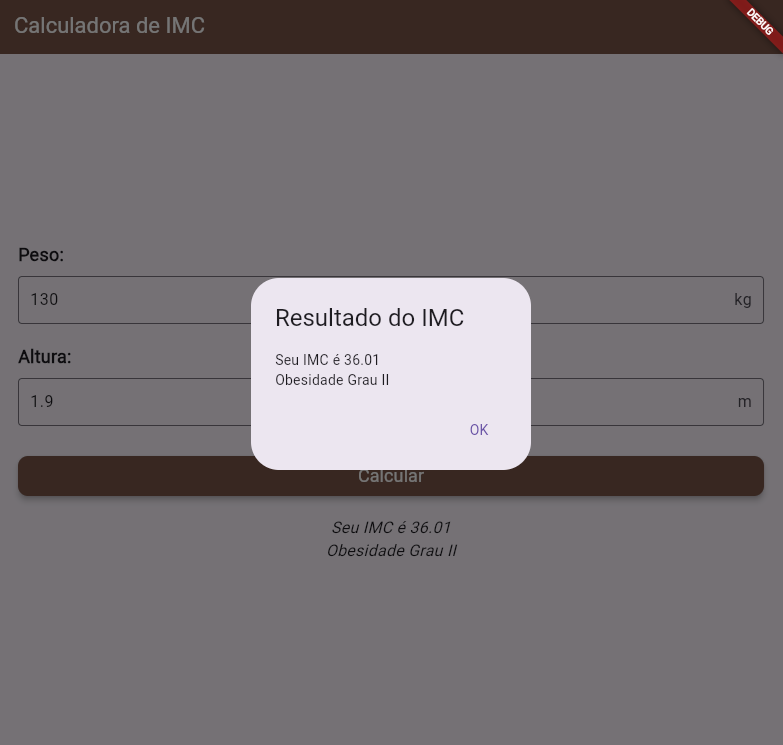 Calculadora de IMC
DEBUG
Peso:
130 kg
Resultado do IMC
Seu IMC é 36.01
Obesidade Grau II
OK
Altura:
1.9 m
Calcular
Seu IMC é 36.01
Obesidade Grau II